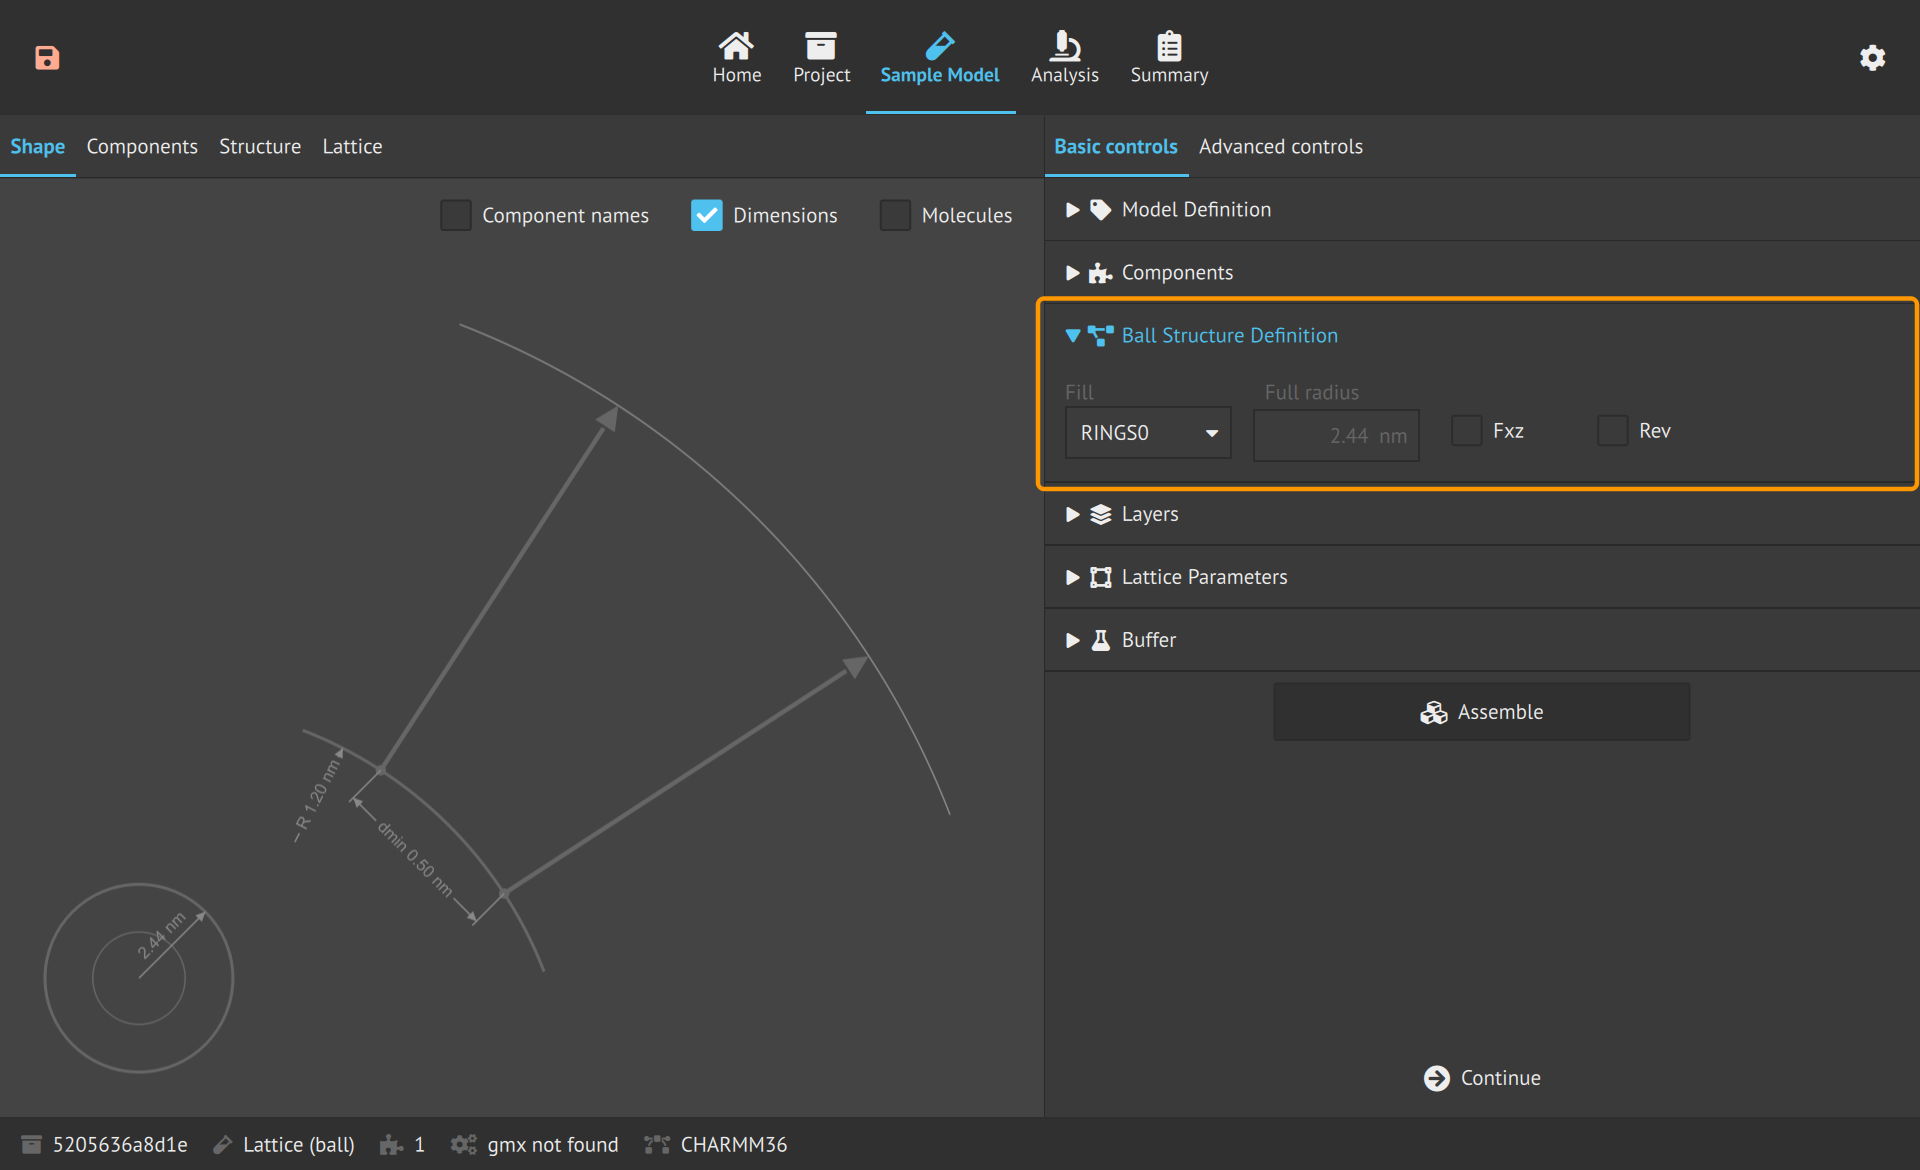 Home Project Sample Model Analysis Summary
Shape Components Structure Lattice
Component names Dimensions Molecules
R 1.20 nm
dmin 0.50 nm
2.44 nm
Basic controls Advanced controls
Model Definition
Components
Ball Structure Definition
Fill Full radius
RINGS0 2.44 nm Fxz Rev
Layers
Lattice Parameters
Buffer
Assemble
Continue
5205636a8d1e Lattice (ball) 1 gmx not found CHARMM36